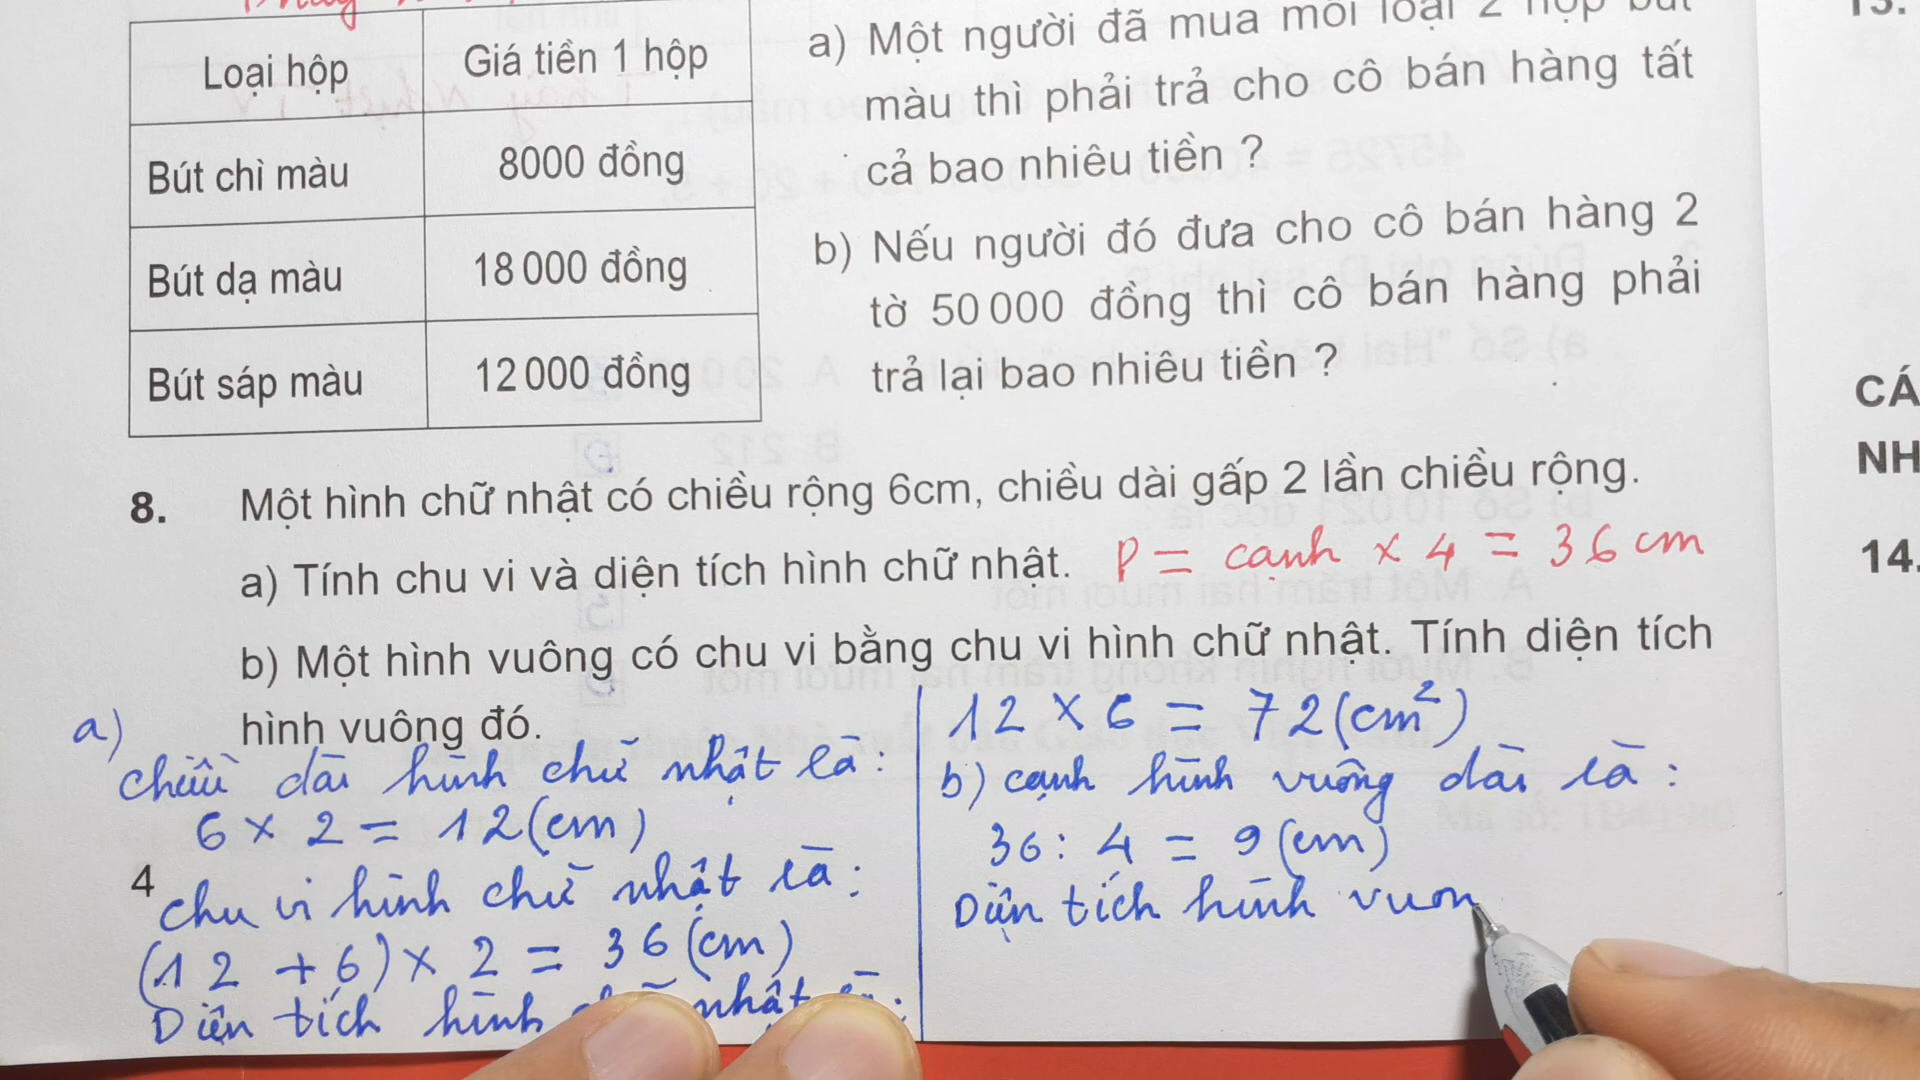 Loại hộp
Giá tiền 1 hộp
Bút chì màu
8000 đồng
Bút dạ màu
18 000 đồng
Bút sáp màu
12 000 đồng
a) Một người đã mua mỗi loại 2 hộp bút
màu thì phải trả cho cô bán hàng tất
cả bao nhiêu tiền ?
b) Nếu người đó đưa cho cô bán hàng 2
tờ 50 000 đồng thì cô bán hàng phải
trả lại bao nhiêu tiền ?
8. Một hình chữ nhật có chiều rộng 6cm, chiều dài gấp 2 lần chiều rộng.
a) Tính chu vi và diện tích hình chữ nhật.
P = cạnh × 4 = 36 cm
b) Một hình vuông có chu vi bằng chu vi hình chữ nhật. Tính diện tích
hình vuông đó.
a)
chiều dài hình chữ nhật là:
6 × 2 = 12 (cm)
4
chu vi hình chữ nhật là:
(12 + 6) × 2 = 36 (cm)
Diện tích hình chữ nhật là:
12 × 6 = 72 (cm²)
b) cạnh hình vuông dài là:
36 : 4 = 9 (cm)
Diện tích hình vuon
13.
CÁ
NH
14.